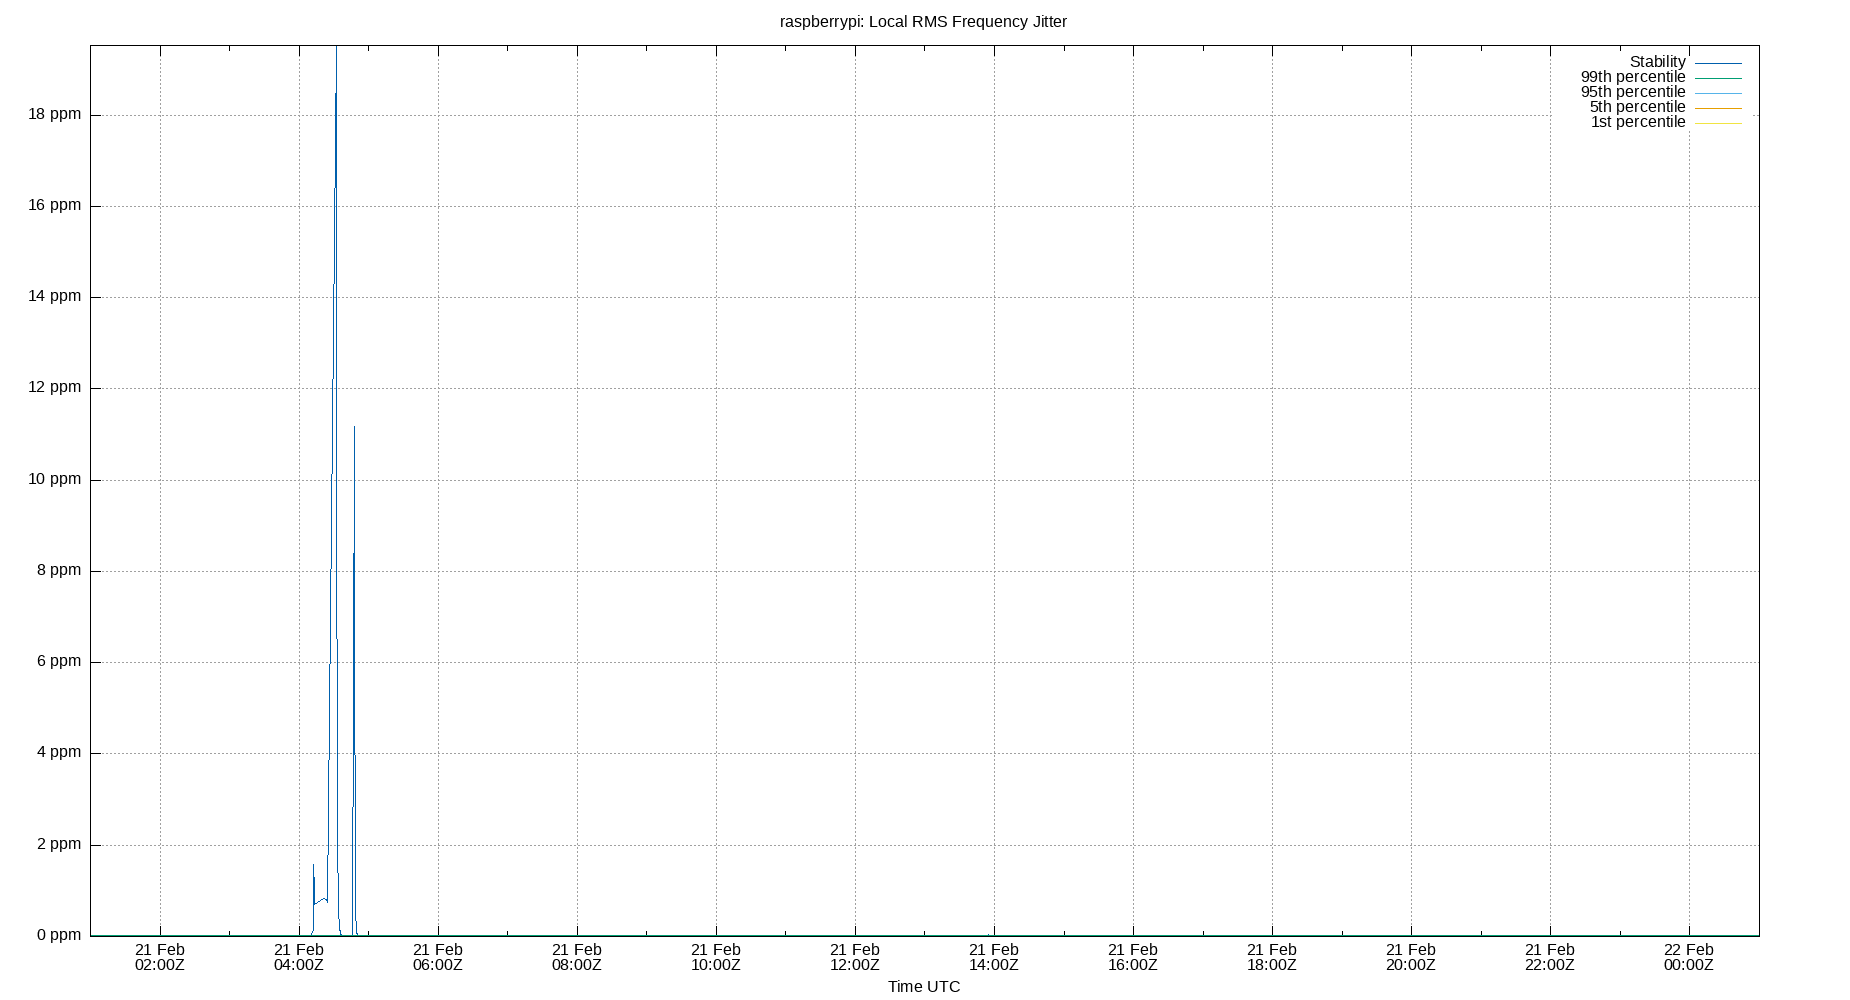 raspberrypi: Local RMS Frequency Jitter
Stability
99th percentile
95th percentile
5th percentile
1st percentile
18 ppm
16 ppm
14 ppm
12 ppm
10 ppm
8 ppm
6 ppm
4 ppm
2 ppm
0 ppm
21 Feb 21 Feb 21 Feb 21 Feb 21 Feb 21 Feb 21 Feb 21 Feb 21 Feb 21 Feb 21 Feb 22 Feb
02:00Z 04:00Z 06:00Z 08:00Z 10:00Z 12:00Z 14:00Z 16:00Z 18:00Z 20:00Z 22:00Z 00:00Z
Time UTC